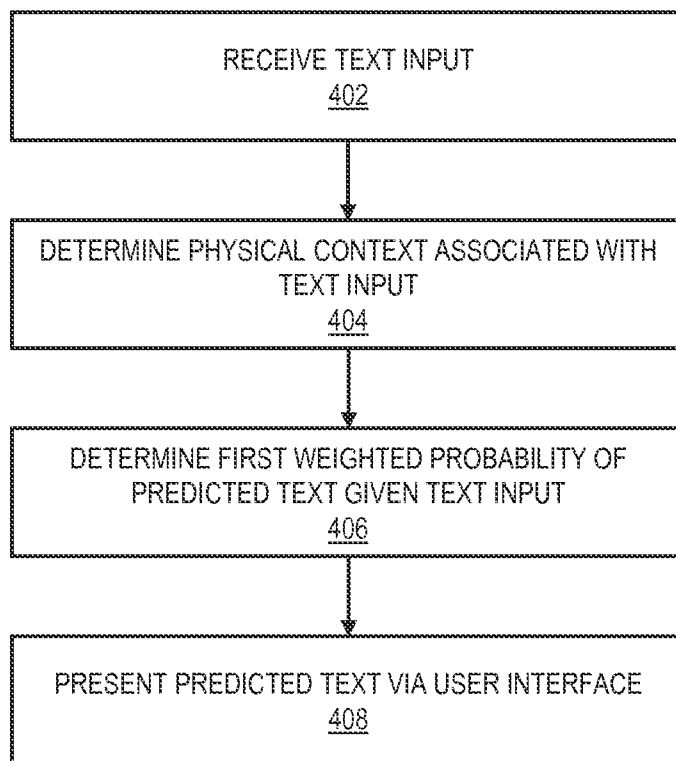 RECEIVE TEXT INPUT
402
DETERMINE PHYSICAL CONTEXT ASSOCIATED WITH
TEXT INPUT
404
DETERMINE FIRST WEIGHTED PROBABILITY OF
PREDICTED TEXT GIVEN TEXT INPUT
406
PRESENT PREDICTED TEXT VIA USER INTERFACE
408